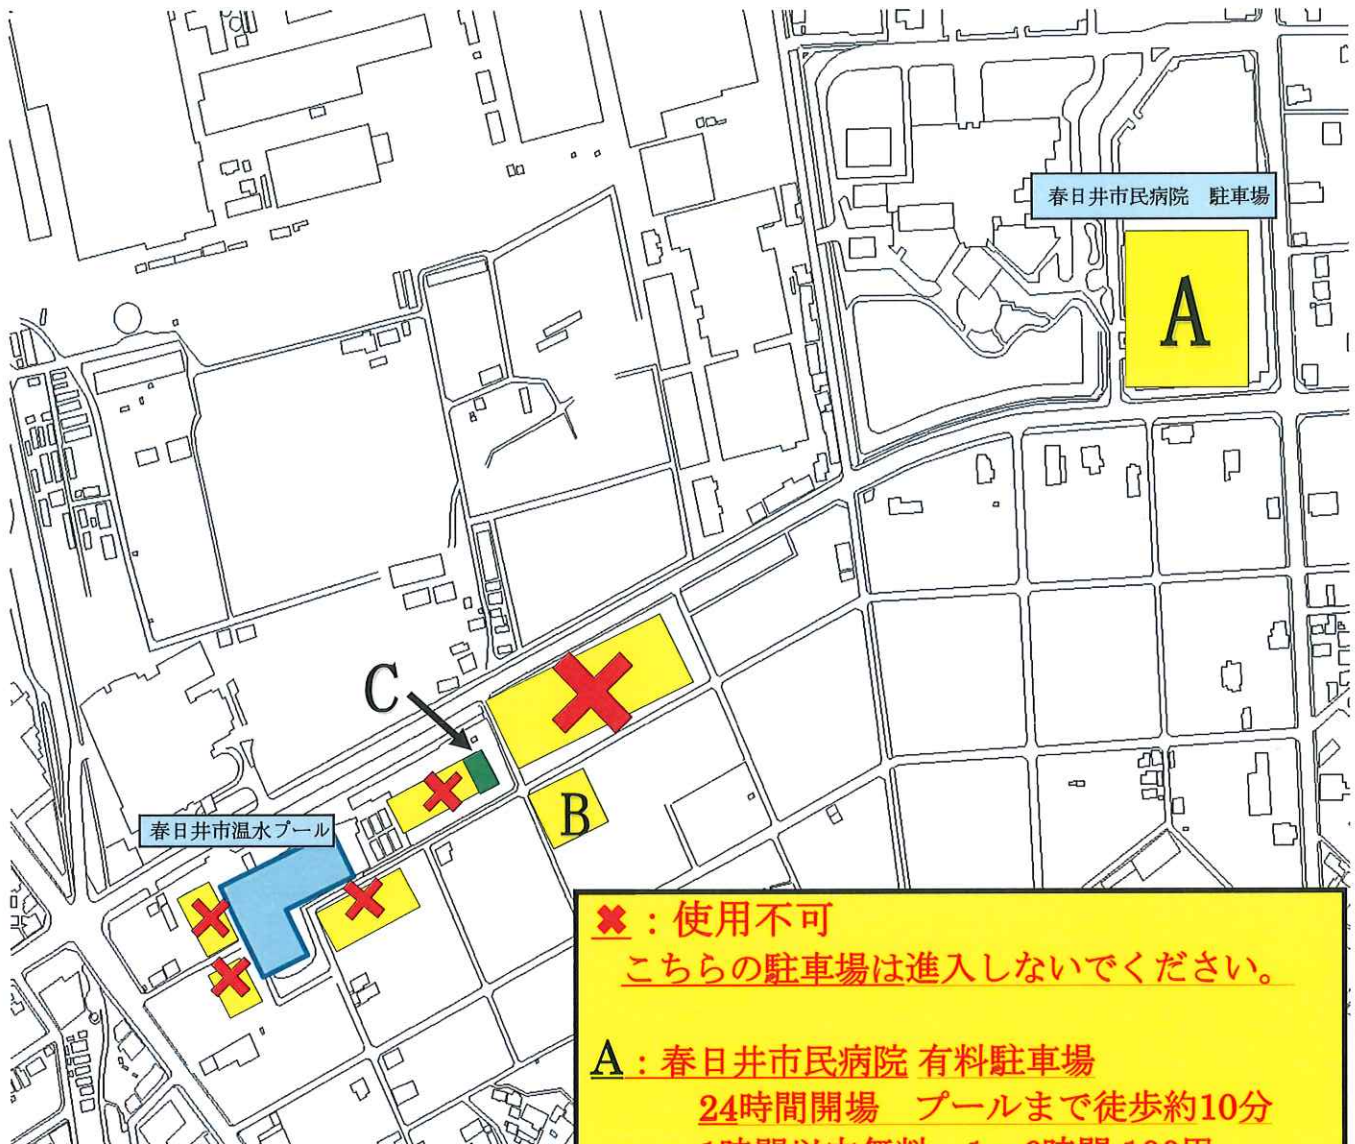 春日井市民病院 駐車場
A
C
B
春日井市温水プール
✖：使用不可
こちらの駐車場は進入しないでください。
A：春日井市民病院 有料駐車場
24時間開場 プールまで徒歩約10分